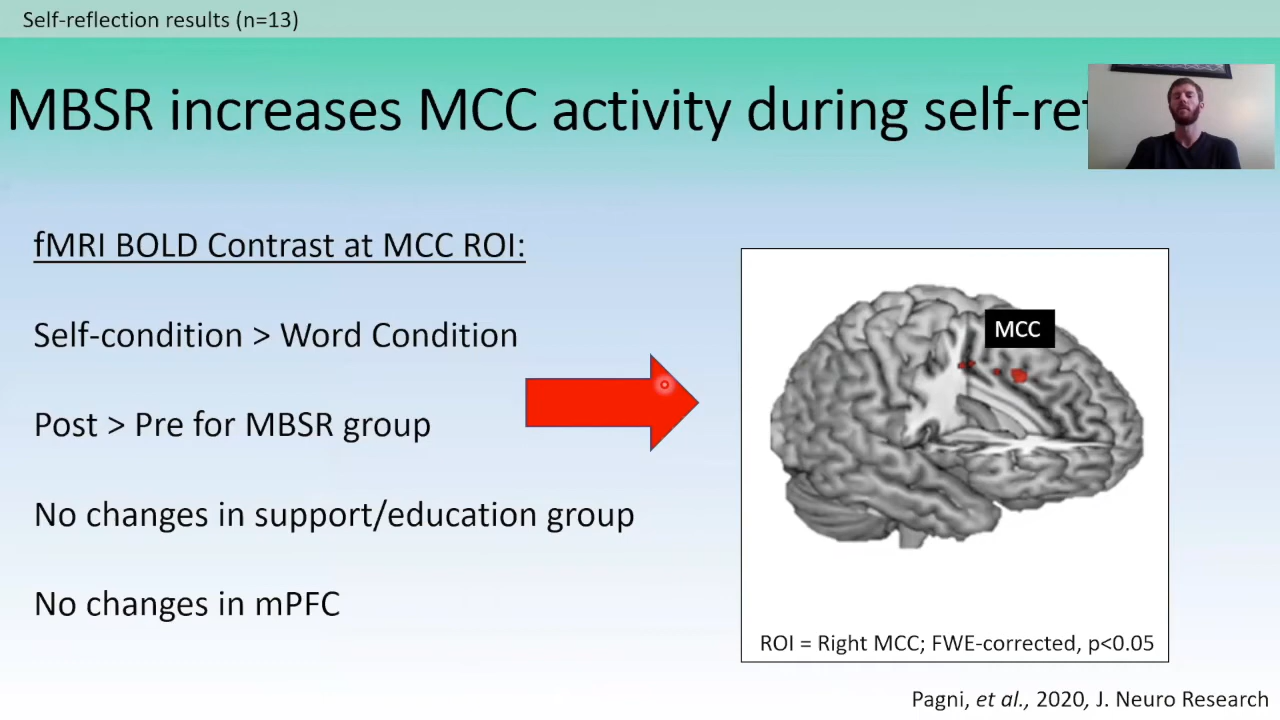 Self-reflection results (n=13)
MBSR increases MCC activity during self-ref
fMRI BOLD Contrast at MCC ROI:
Self-condition > Word Condition
Post > Pre for MBSR group
No changes in support/education group
No changes in mPFC
MCC
ROI = Right MCC; FWE-corrected, p<0.05
Pagni, et al., 2020, J. Neuro Research